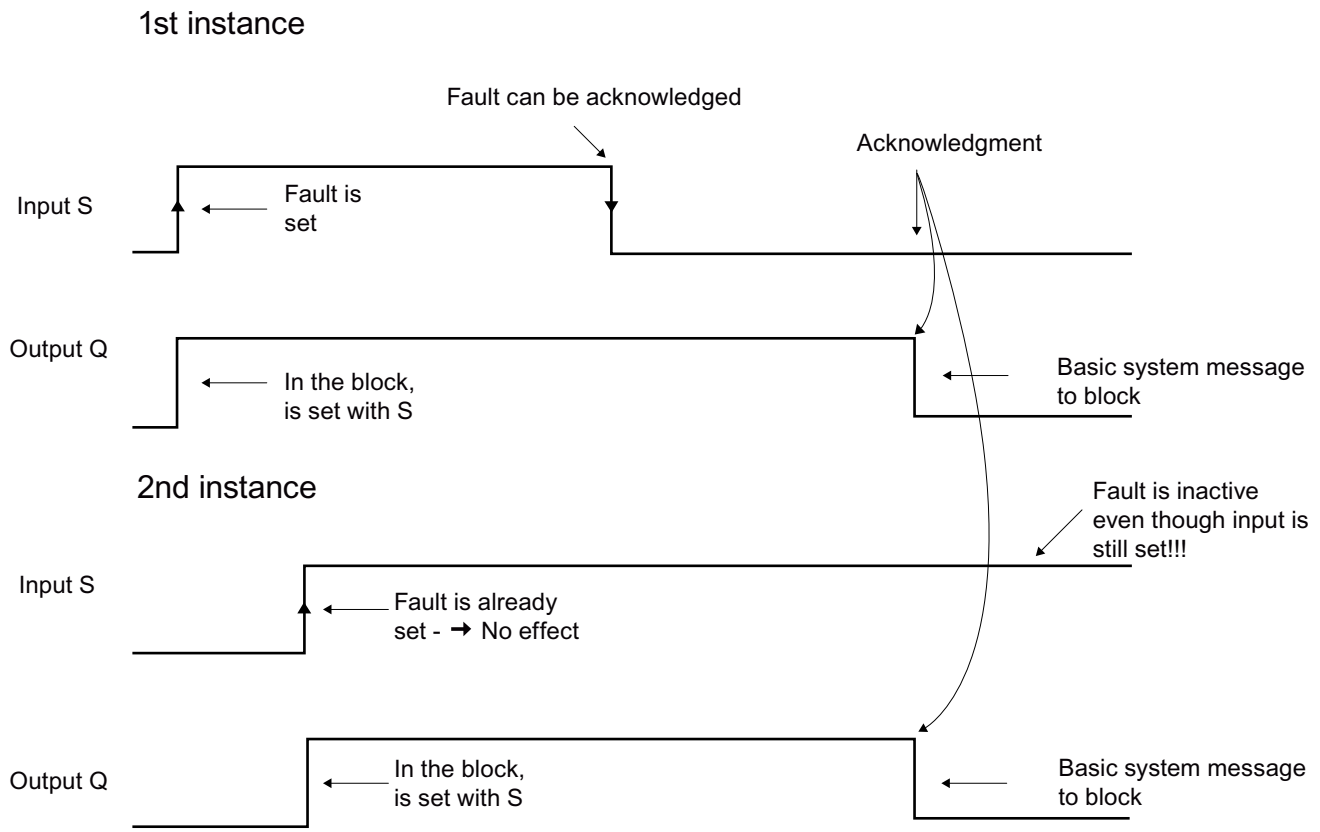 1st instance
Fault can be acknowledged
Acknowledgment
Input S
Fault is
set
Output Q
In the block,
is set with S
Basic system message
to block
2nd instance
Fault is inactive
even though input is
still set!!!
Input S
Fault is already
set - → No effect
Output Q
In the block,
is set with S
Basic system message
to block